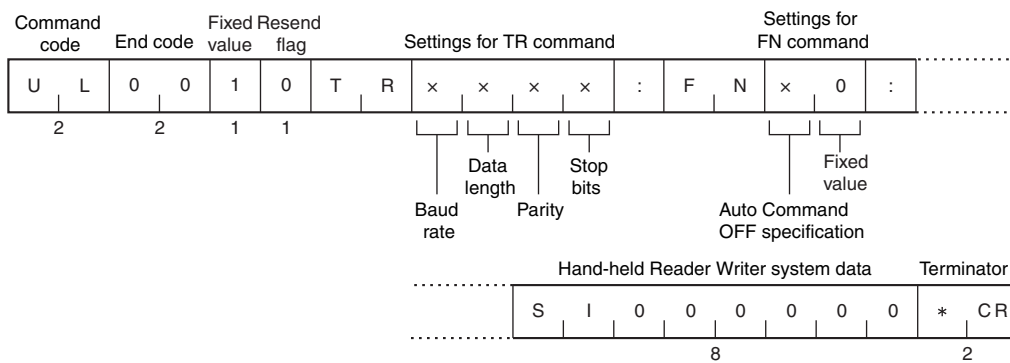 Command code
End code
Fixed value
Resend flag
Settings for TR command
Settings for FN command
U L 0 0 1 0 T R × × × × : F N × 0 :
2 2 1 1
Baud rate
Data length
Parity
Stop bits
Auto Command OFF specification
Fixed value
Hand-held Reader Writer system data
Terminator
S I 0 0 0 0 0 0 * CR
8 2